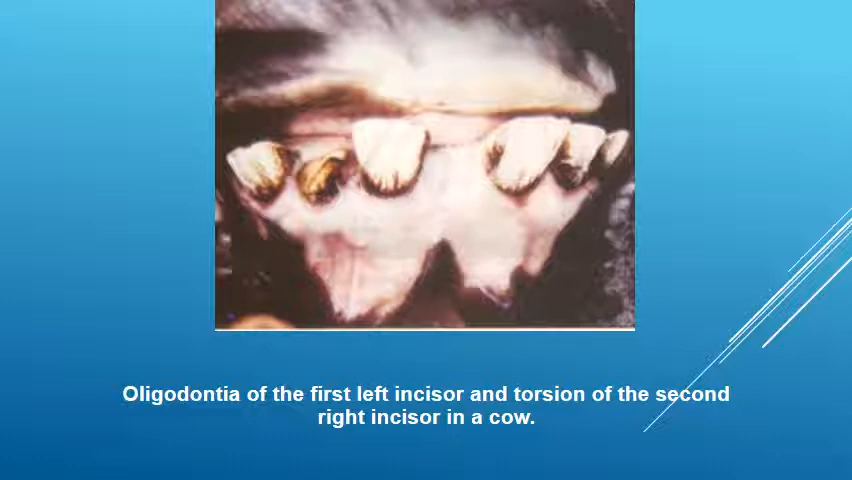 Oligodontia of the first left incisor and torsion of the second
right incisor in a cow.